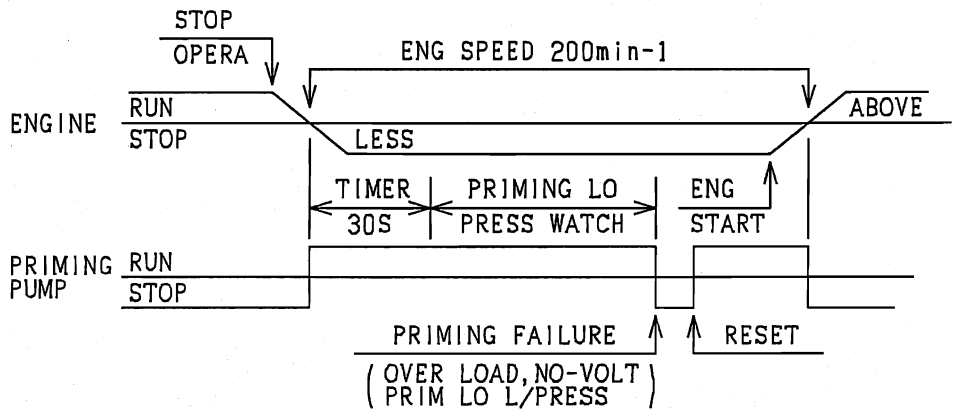 STOP
OPERA
ENG SPEED 200min-1
ENGINE
RUN
STOP
LESS
ABOVE
TIMER
30S
PRIMING LO
PRESS WATCH
ENG
START
PRIMING
PUMP
RUN
STOP
PRIMING FAILURE
(OVER LOAD,NO-VOLT
PRIM LO L/PRESS)
RESET